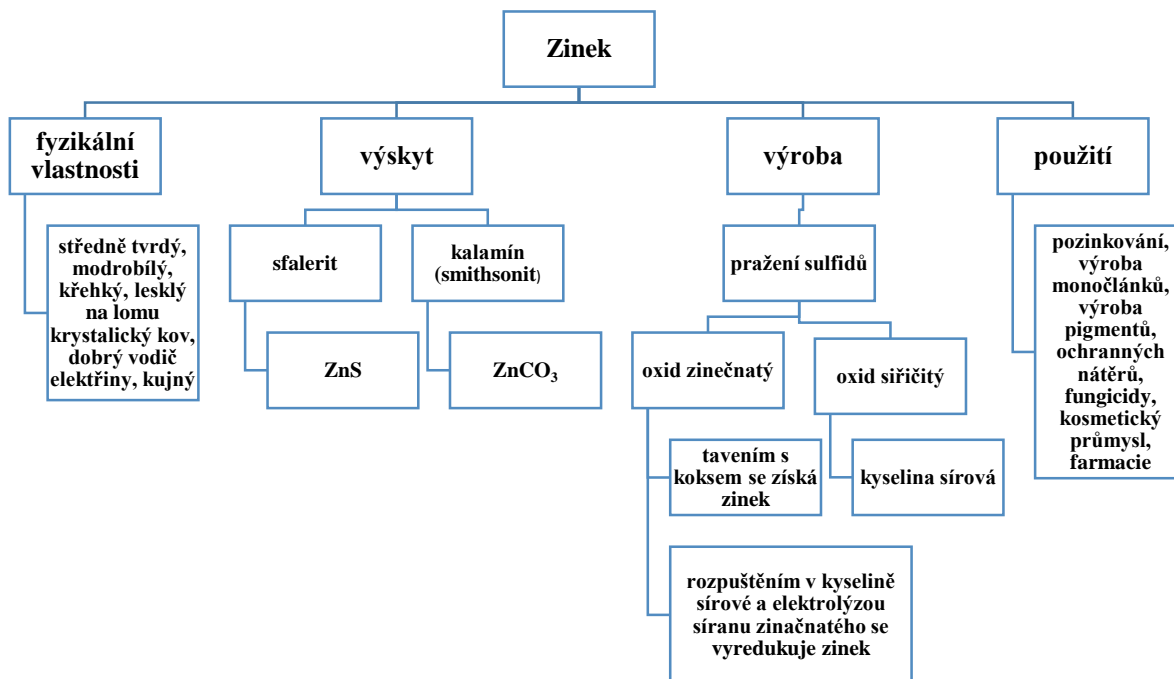 Zinek
fyzikální
vlastnosti
výskyt
výroba
použití
středně tvrdý,
modrobílý,
křehký, lesklý
na lomu
krystalický kov,
dobrý vodič
elektřiny, kujný
sfalerit
kalamín
(smithsonit)
ZnS
ZnCO₃
pražení sulfidů
oxid zinečnatý
oxid siřičitý
tavením s
koksem se získá
zinek
kyselina sírová
rozpuštěním v kyselině
sírové a elektrolýzou
síranu zinačnatého se
vyredukuje zinek
pozinkování,
výroba
monočlánků,
výroba
pigmentů,
ochranných
nátěrů,
fungicidy,
kosmetický
průmysl,
farmacie